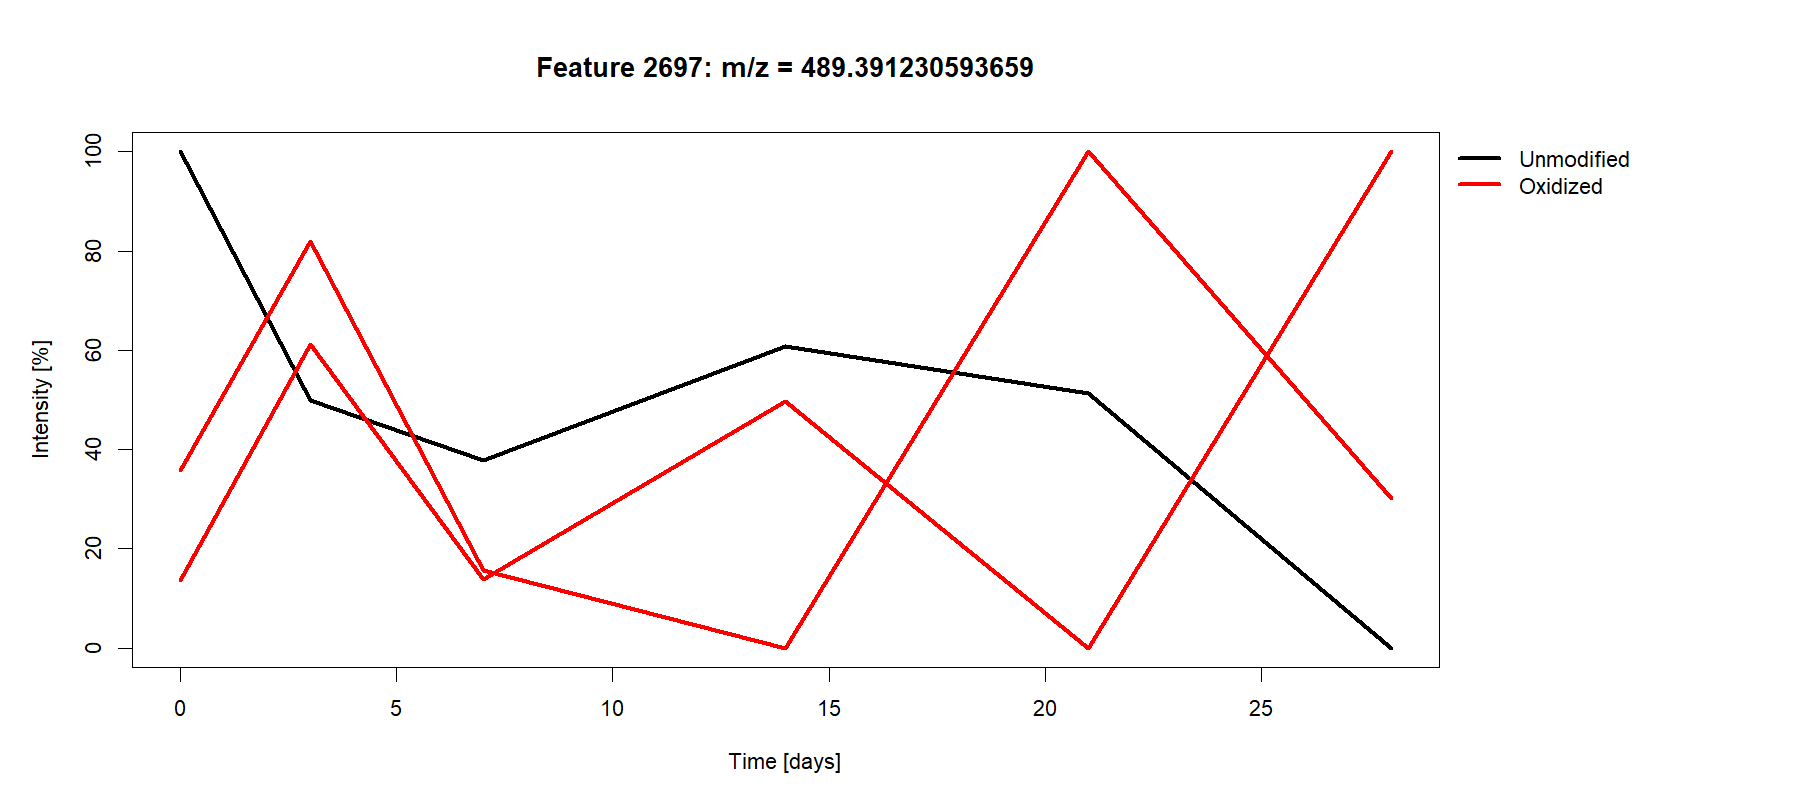 Feature 2697: m/z = 489.391230593659
Unmodified
Oxidized
Intensity [%]
100
80
60
40
20
0
0 5 10 15 20 25
Time [days]